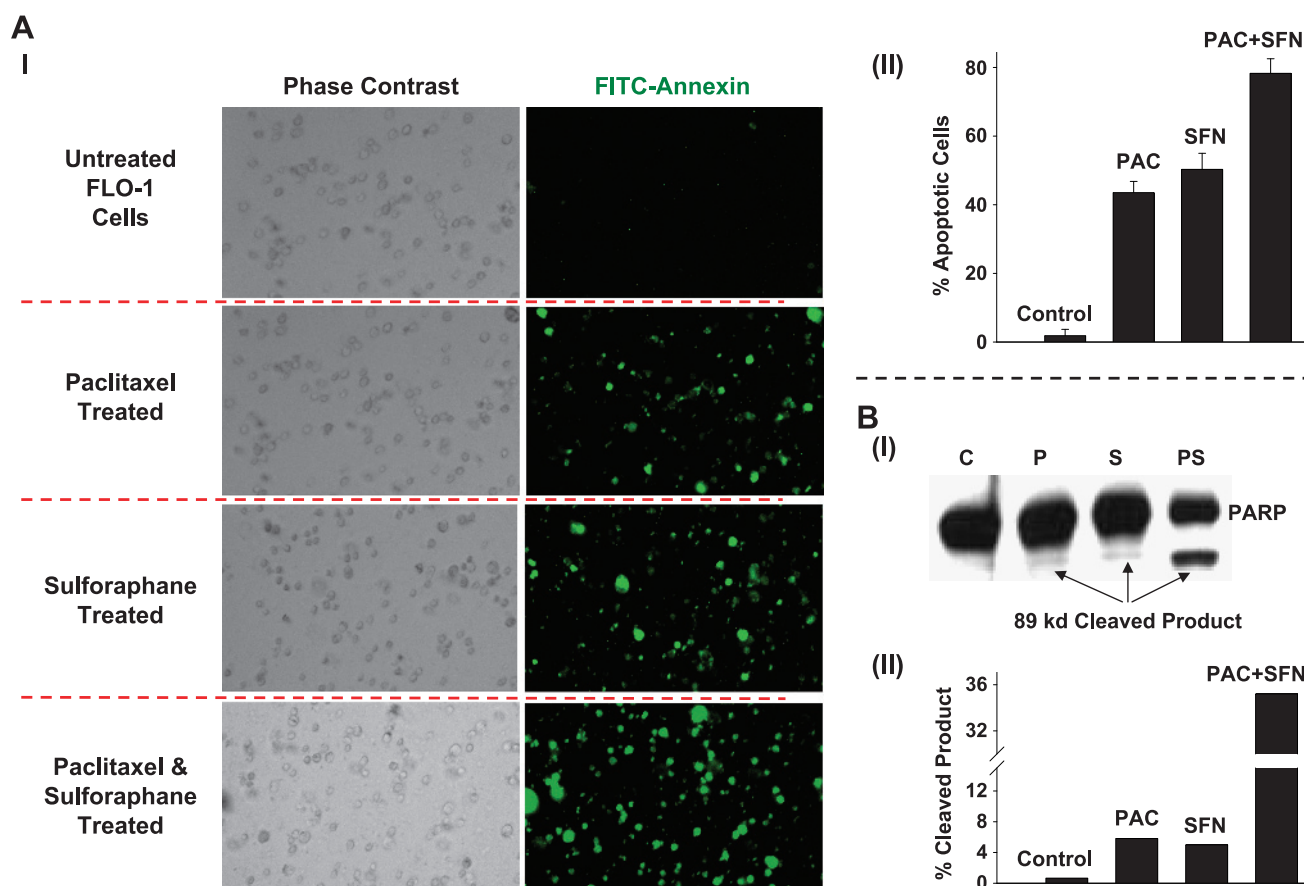 A
I
Phase Contrast
FITC-Annexin
Untreated
FLO-1
Cells
Paclitaxel
Treated
Sulforaphane
Treated
Paclitaxel &
Sulforaphane
Treated
(II)
% Apoptotic Cells
80
60
40
20
0
Control
PAC
SFN
PAC+SFN
B
(I)
C P S PS
PARP
89 kd Cleaved Product
(II)
% Cleaved Product
36
32
16
12
8
4
0
Control
PAC
SFN
PAC+SFN